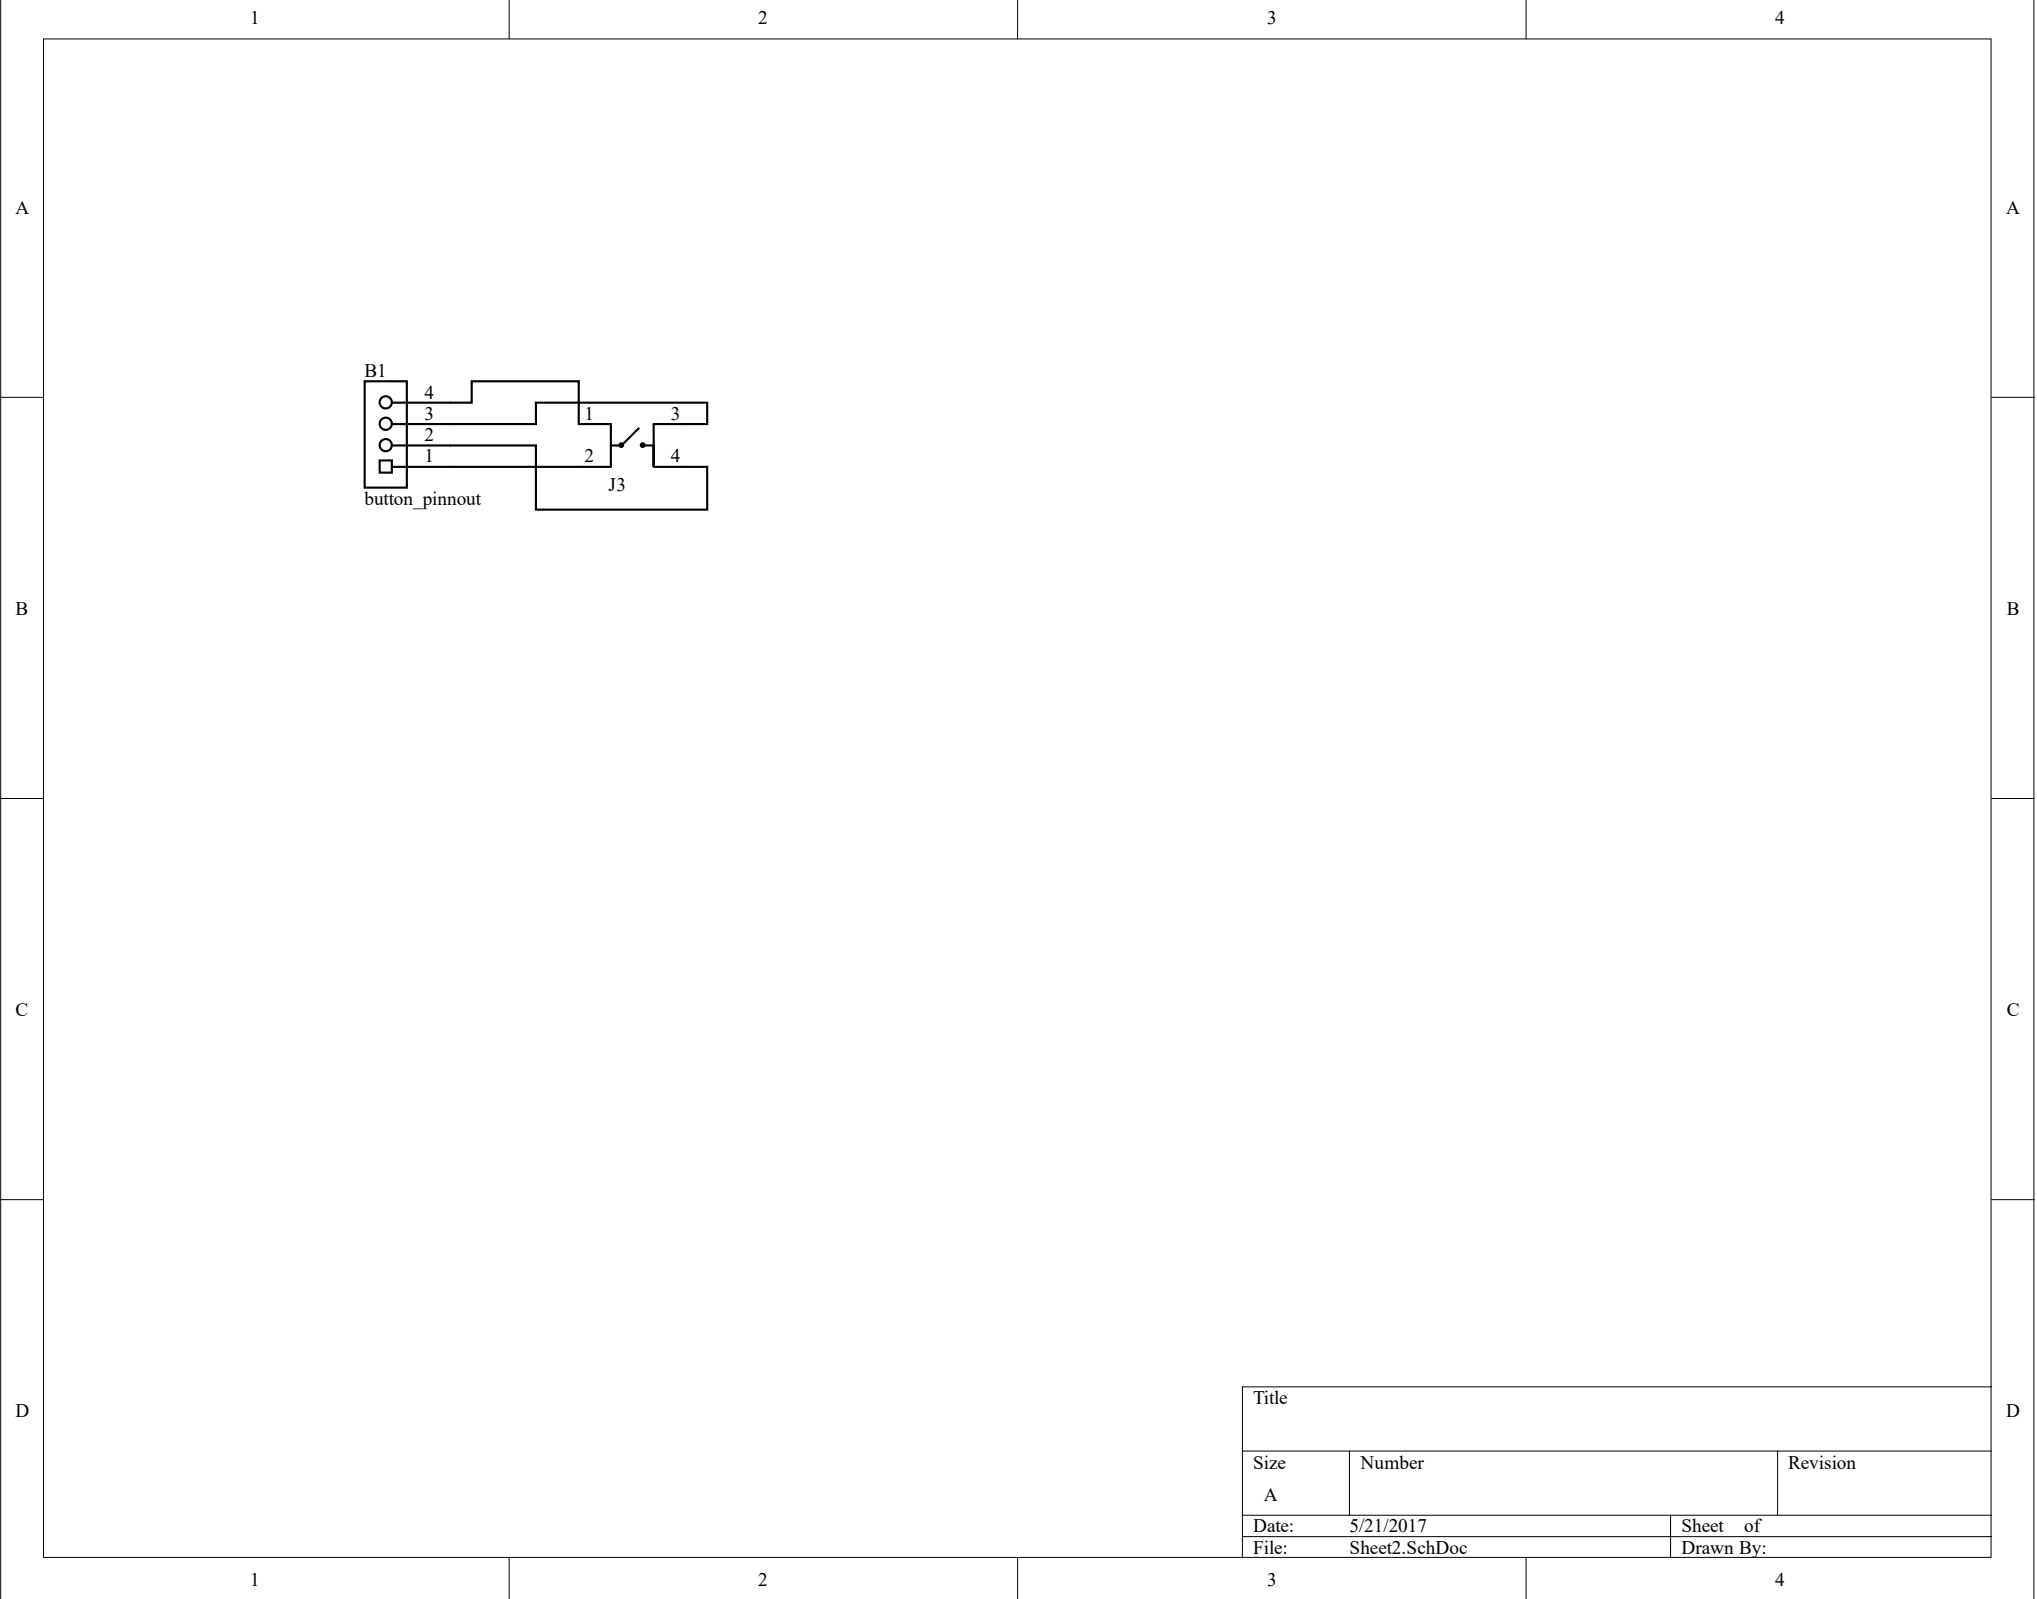 1 2 3 4
A A
B1
4
3
1 3
2
1
2 4
J3
button_pinnout
B B
C C
D D
Title
Size Number Revision
A
Date: 5/21/2017 Sheet of
File: Sheet2.SchDoc Drawn By:
1 2 3 4